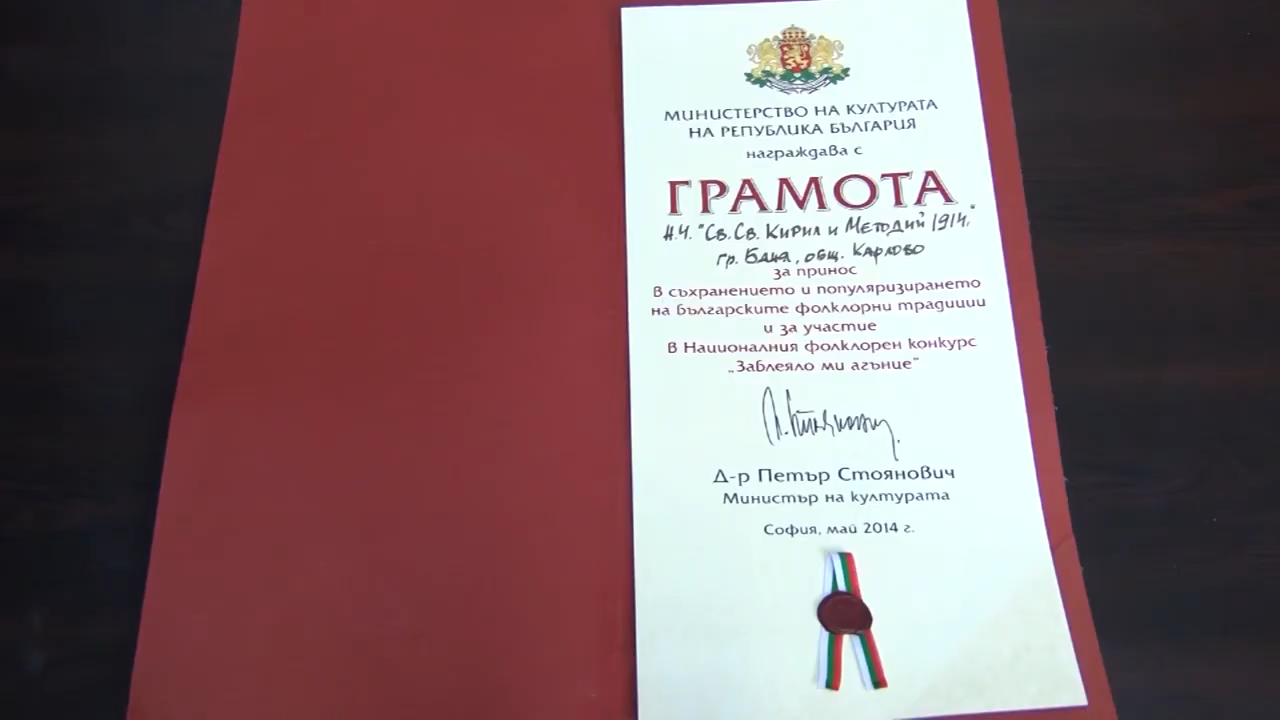 МИНИСТЕРСТВО НА КУЛТУРАТА
НА РЕПУБЛИКА БЪЛГАРИЯ
награждава с
ГРАМОТА
Н.Ч. "Св. Св. Кирил и Методий 1914."
гр. Баня, общ. Карлово
за принос
в съхранението и популяризирането
на българските фолклорни традиции
и за участие
в Националния фолклорен конкурс
„Заблеяло ми агънце"
П. Стоянович
Д-р Петър Стоянович
Министър на културата
София, май 2014 г.